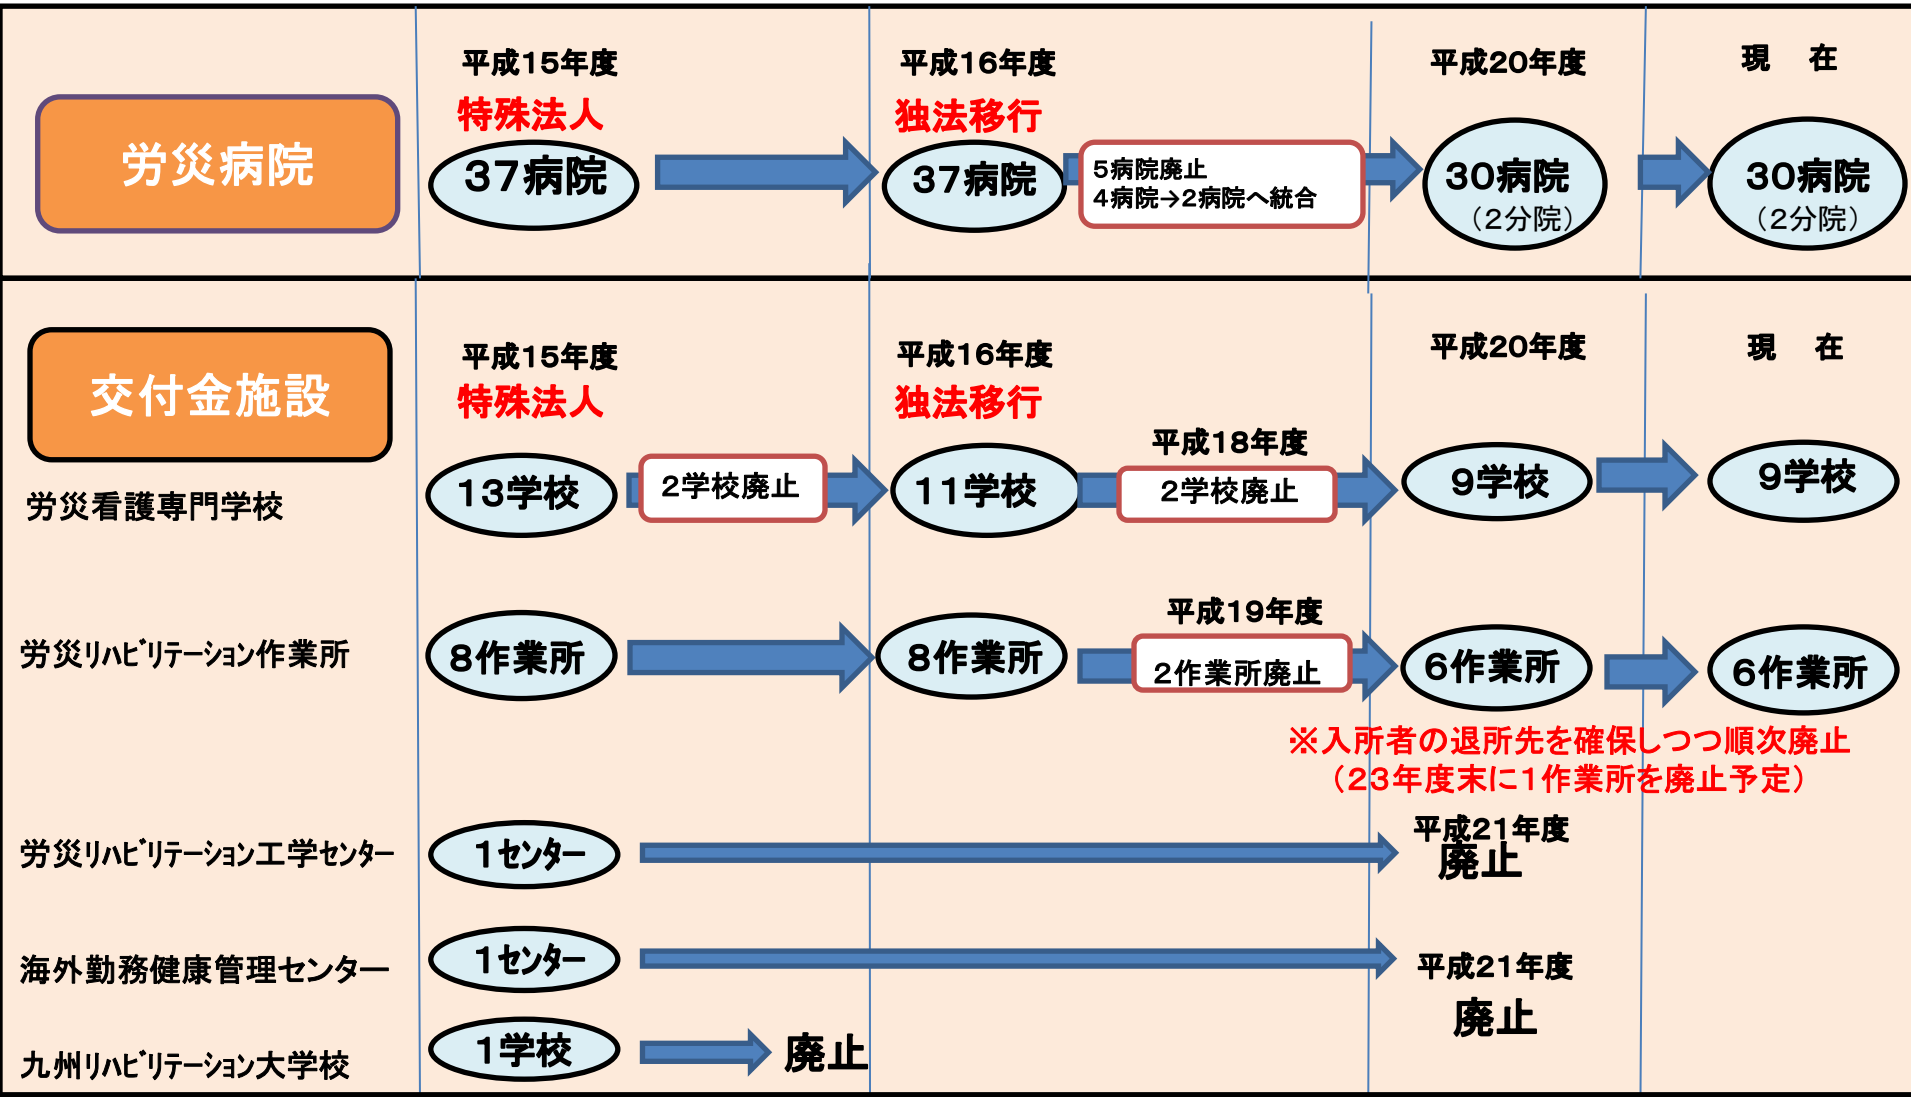 平成15年度
平成16年度
平成20年度
現　在
特殊法人
独法移行
労災病院
37病院
37病院
5病院廃止
4病院→2病院へ統合
30病院
（2分院）
30病院
（2分院）
交付金施設
平成15年度
平成16年度
平成20年度
現　在
特殊法人
独法移行
平成18年度
労災看護専門学校
13学校
2学校廃止
11学校
2学校廃止
9学校
9学校
平成19年度
労災ﾘﾊﾋﾞﾘﾃｰｼｮﾝ作業所
8作業所
8作業所
2作業所廃止
6作業所
6作業所
※入所者の退所先を確保しつつ順次廃止
（23年度末に1作業所を廃止予定）
労災ﾘﾊﾋﾞﾘﾃｰｼｮﾝ工学ｾﾝﾀｰ
1ｾﾝﾀｰ
平成21年度
廃止
海外勤務健康管理センター
1ｾﾝﾀｰ
平成21年度
廃止
九州ﾘﾊﾋﾞﾘﾃｰｼｮﾝ大学校
1学校
廃止